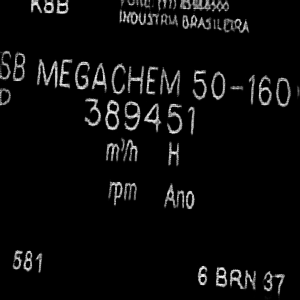 KSB
INDUSTRIA BRASILEIRA
SB MEGACHEM 50-160
389451
m³/h H
rpm Ano
581
6 BRN 37